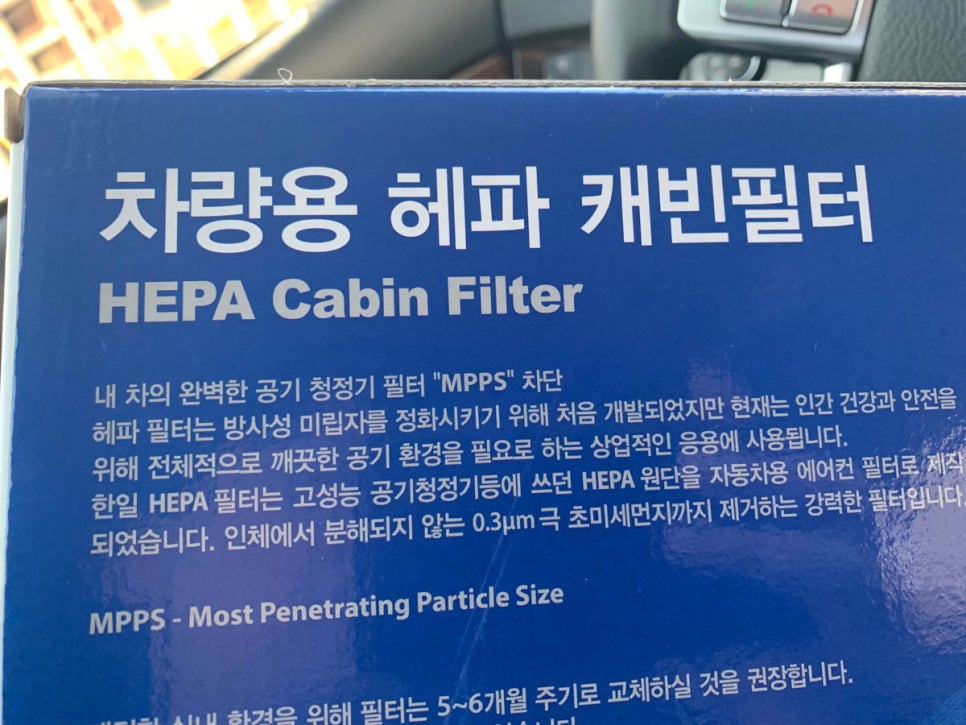 차량용 헤파 캐빈필터
HEPA Cabin Filter
내 차의 완벽한 공기 청정기 필터 "MPPS" 차단
헤파 필터는 방사성 미립자를 정화시키기 위해 처음 개발되었지만 현재는 인간 건강과 안전을
위해 전체적으로 깨끗한 공기 환경을 필요로 하는 상업적인 응용에 사용됩니다.
한일 HEPA 필터는 고성능 공기청정기등에 쓰던 HEPA 원단을 자동차용 에어컨 필터로 제작
되었습니다. 인체에서 분해되지 않는 0.3μm 극 초미세먼지까지 제거하는 강력한 필터입니다.
MPPS - Most Penetrating Particle Size
실내 환경을 위해 필터는 5~6개월 주기로 교체하실 것을 권장합니다.